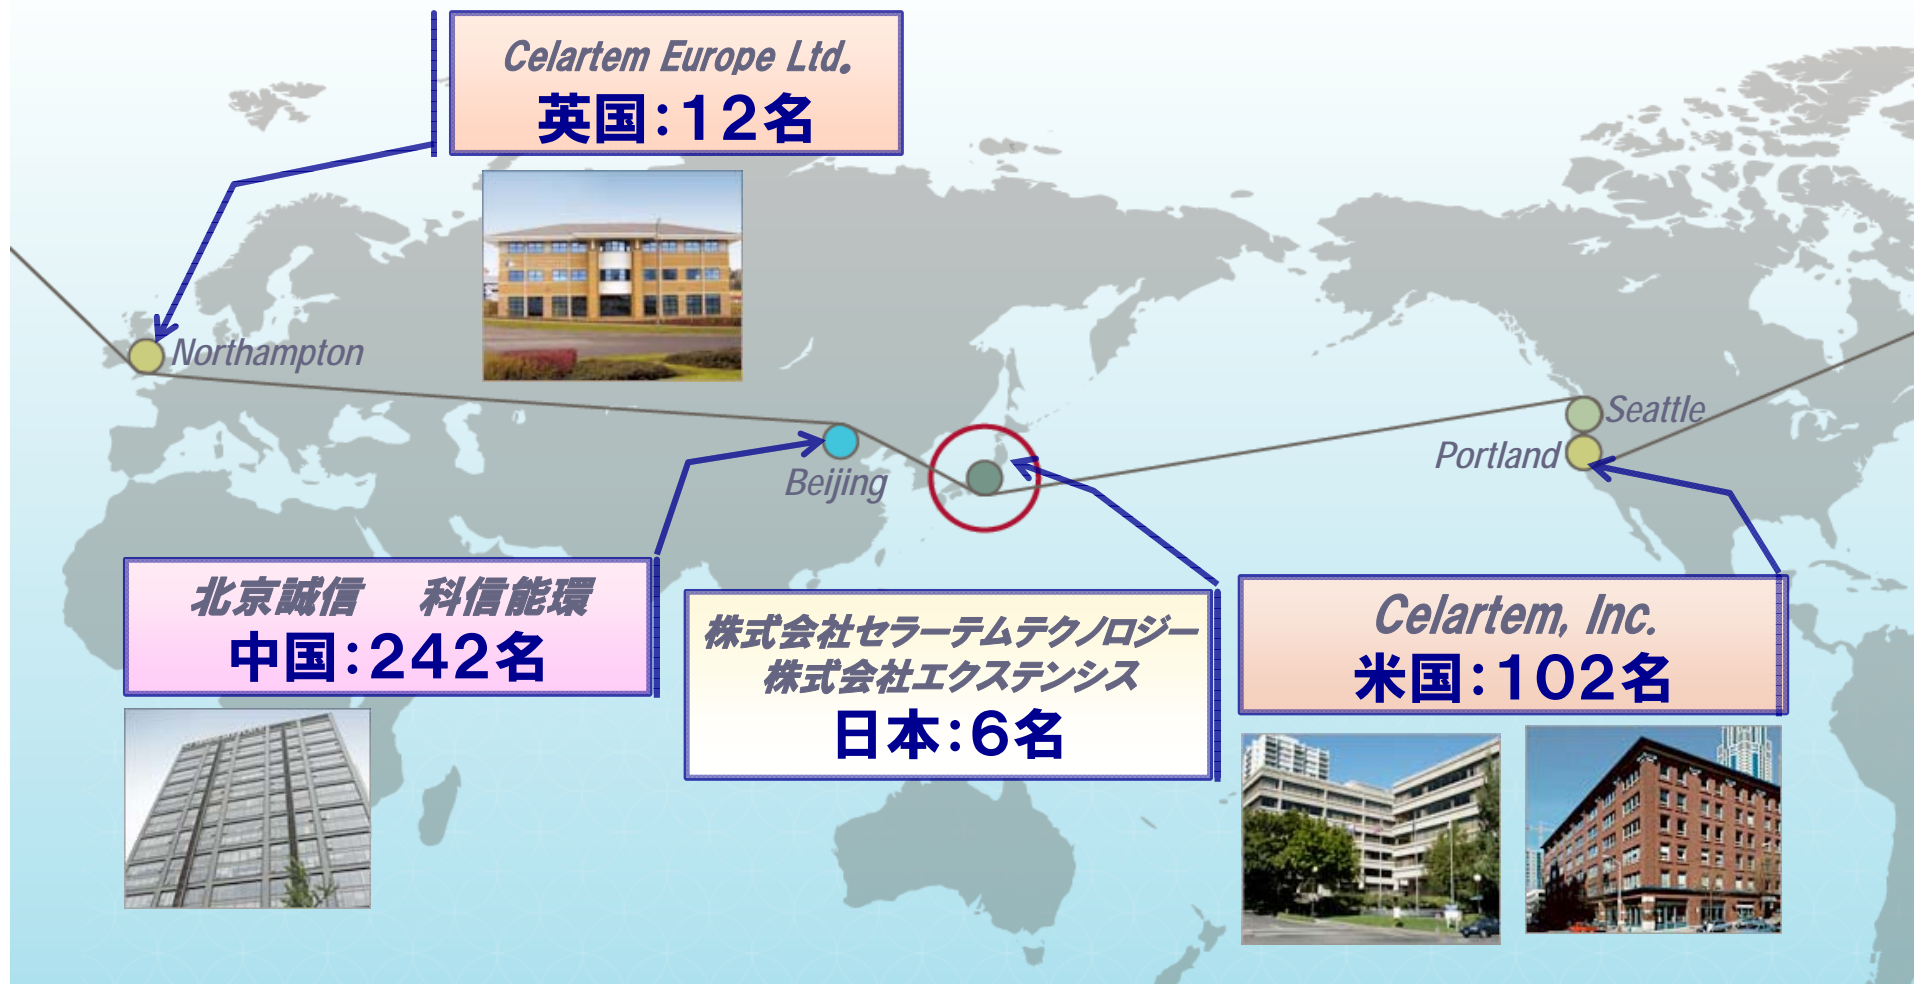 Celartem Europe Ltd.
英国：１２名
Northampton
Seattle
Portland
Beijing
北京誠信　科信能環
中国：２４２名
株式会社セラーテムテクノロジー
株式会社エクステンシス
日本：６名
Celartem, Inc.
米国：１０２名